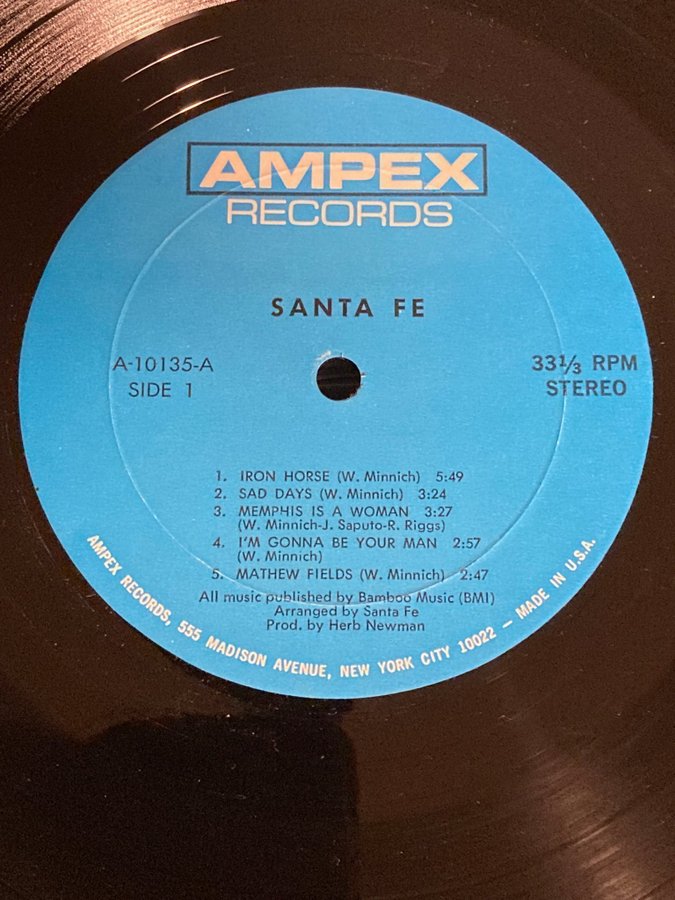 AMPEX
RECORDS
SANTA FE
A-10135-A
SIDE 1
33⅓ RPM
STEREO
1. IRON HORSE (W. Minnich) 5:49
2. SAD DAYS (W. Minnich) 3:24
3. MEMPHIS IS A WOMAN 3:27
(W. Minnich-J. Saputo-R. Riggs)
4. I'M GONNA BE YOUR MAN 2:57
(W. Minnich)
5. MATHEW FIELDS (W. Minnich) 2:47
All music published by Bamboo Music (BMI)
Arranged by Santa Fe
Prod. by Herb Newman
AMPEX RECORDS, 555 MADISON AVENUE, NEW YORK CITY 10022 — MADE IN U.S.A.